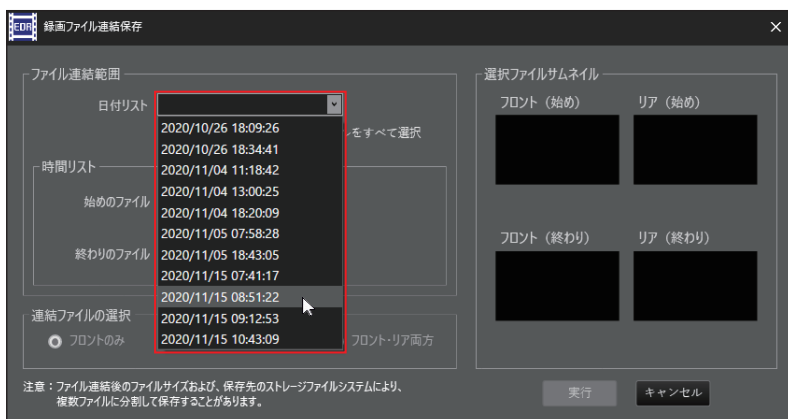 EDR 録画ファイル連結保存
ファイル連結範囲
日付リスト
2020/10/26 18:09:26
2020/10/26 18:34:41
2020/11/04 11:18:42
2020/11/04 13:00:25
2020/11/04 18:20:09
2020/11/05 07:58:28
2020/11/05 18:43:05
2020/11/15 07:41:17
2020/11/15 08:51:22
2020/11/15 09:12:53
2020/11/15 10:43:09
をすべて選択
時間リスト
始めのファイル
終わりのファイル
連結ファイルの選択
フロントのみ
フロント・リア両方
選択ファイルサムネイル
フロント（始め）
リア（始め）
フロント（終わり）
リア（終わり）
注意：ファイル連結後のファイルサイズおよび、保存先のストレージファイルシステムにより、
複数ファイルに分割して保存することがあります。
実行
キャンセル